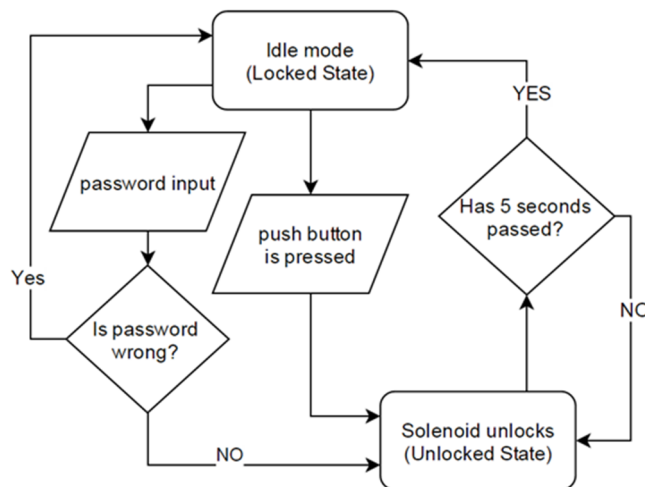 Idle mode
(Locked State)
YES
password input
Has 5 seconds
passed?
push button
is pressed
Yes
NO
Is password
wrong?
Solenoid unlocks
(Unlocked State)
NO